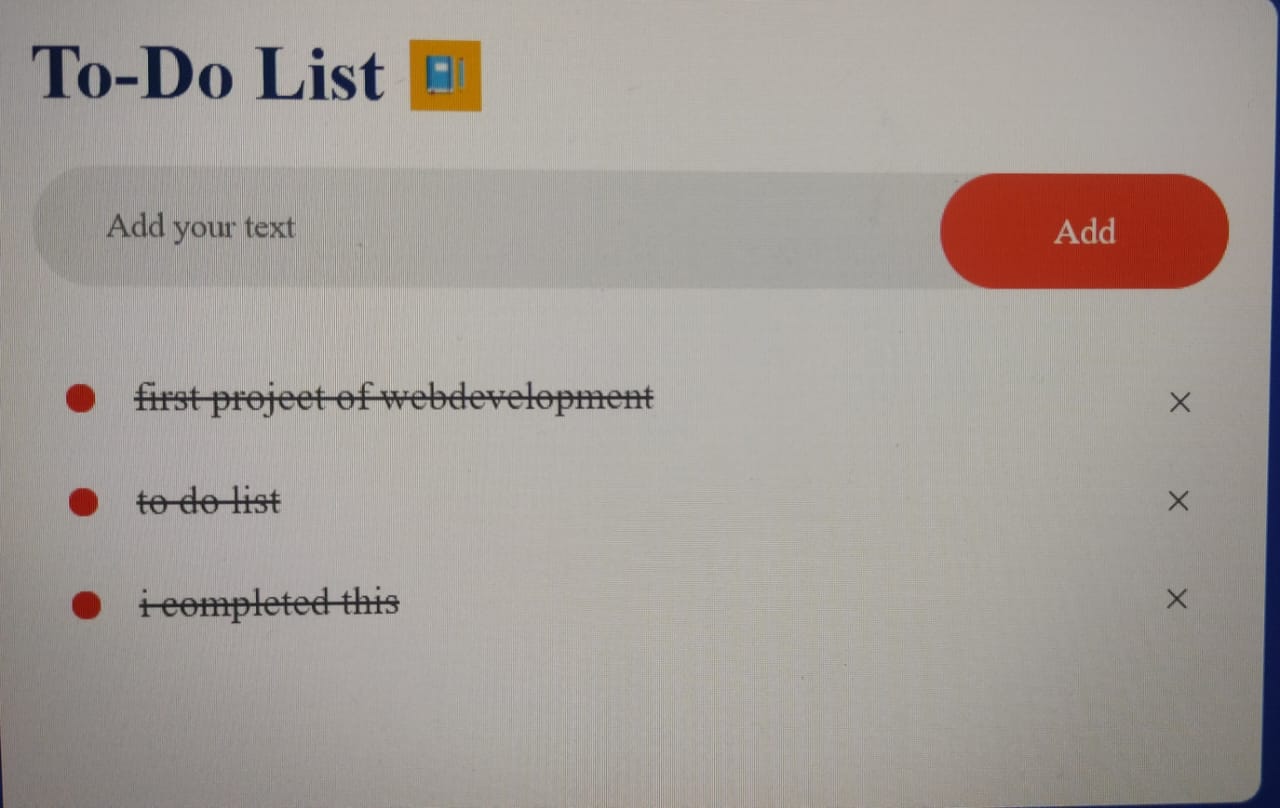 To-Do List
Add your text
Add
first project of webdevelopment
to do list
i completed this